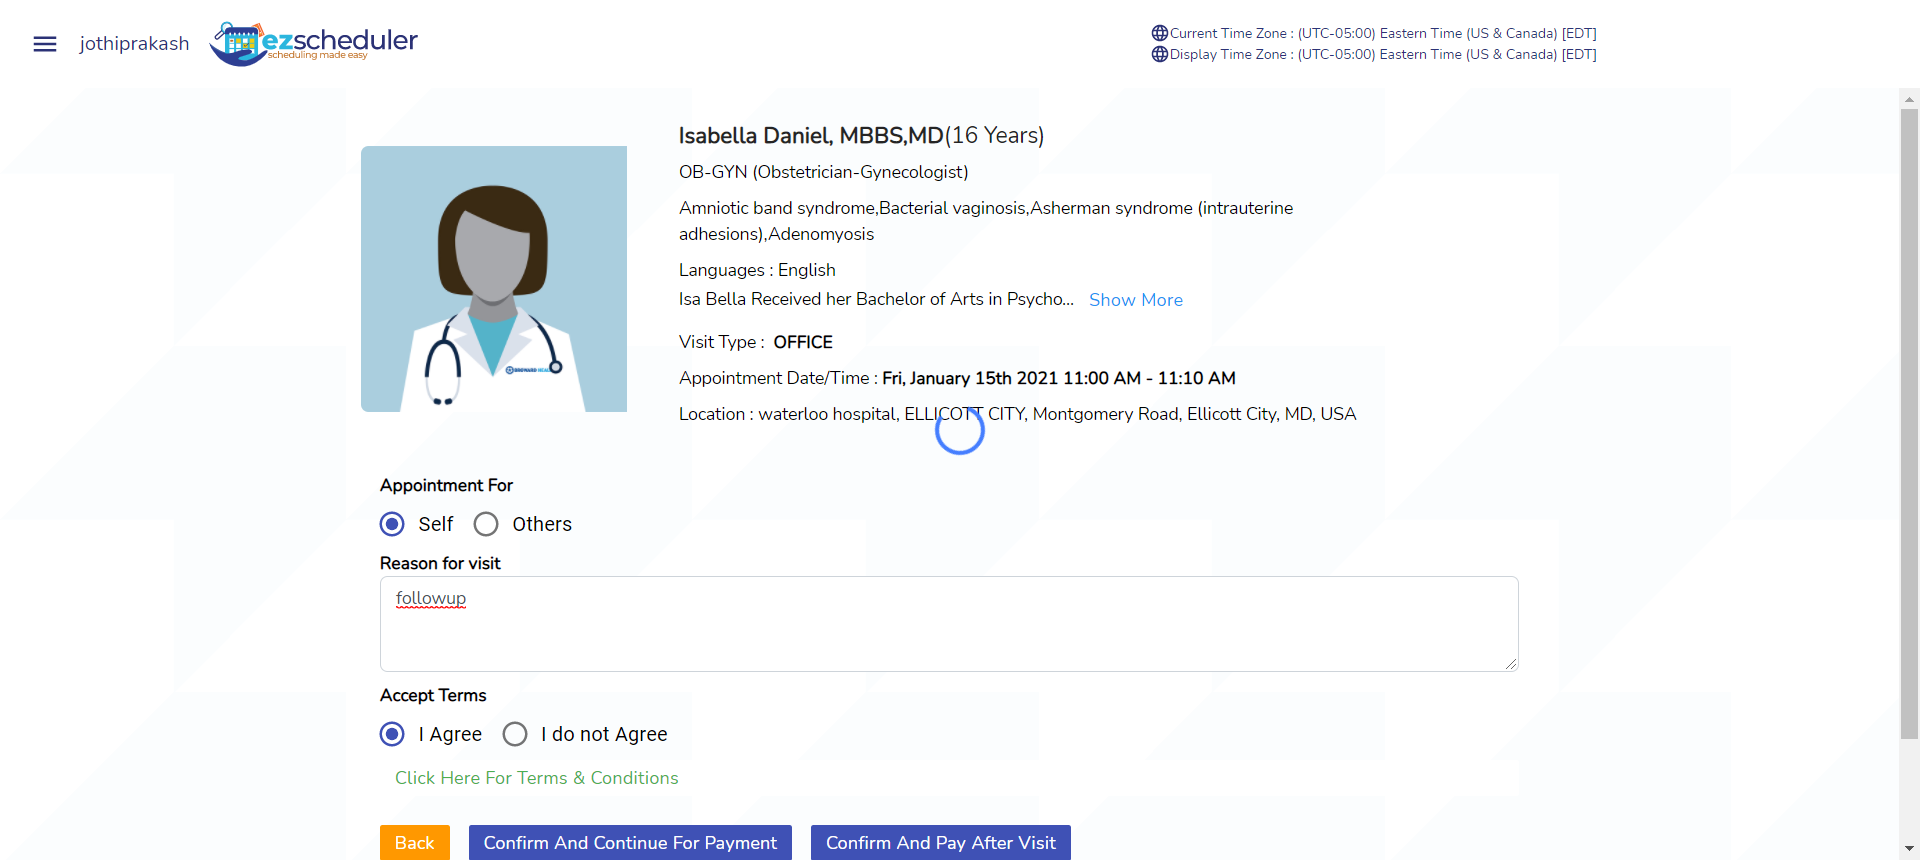 jothiprakash
ezscheduler
scheduling made easy
Current Time Zone : (UTC-05:00) Eastern Time (US & Canada) [EDT]
Display Time Zone : (UTC-05:00) Eastern Time (US & Canada) [EDT]
Isabella Daniel, MBBS,MD(16 Years)
OB-GYN (Obstetrician-Gynecologist)
Amniotic band syndrome,Bacterial vaginosis,Asherman syndrome (intrauterine
adhesions),Adenomyosis
Languages : English
Isa Bella Received her Bachelor of Arts in Psycho... Show More
Visit Type : OFFICE
Appointment Date/Time : Fri, January 15th 2021 11:00 AM - 11:10 AM
Location : waterloo hospital, ELLICOTT CITY, Montgomery Road, Ellicott City, MD, USA
Appointment For
Self Others
Reason for visit
followup
Accept Terms
I Agree I do not Agree
Click Here For Terms & Conditions
Back Confirm And Continue For Payment Confirm And Pay After Visit